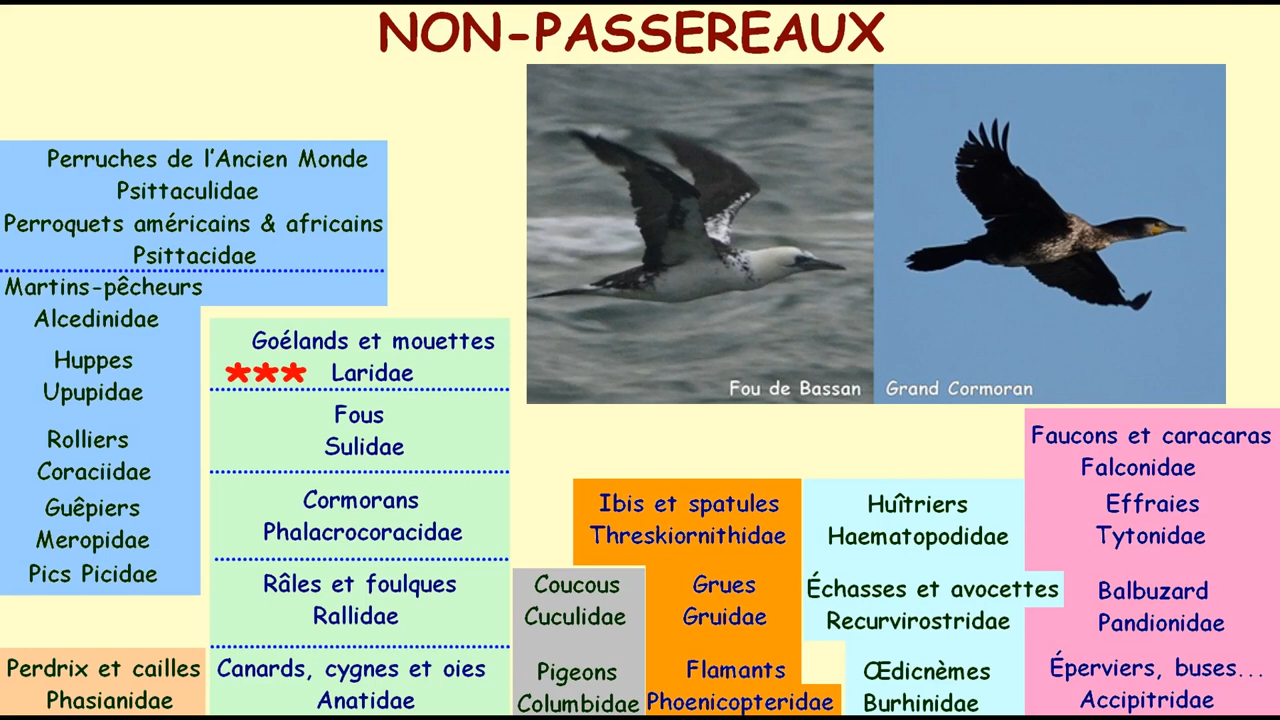 NON-PASSEREAUX
Perruches de l'Ancien Monde
Psittaculidae
Perroquets américains & africains
Psittacidae
Martins-pêcheurs
Alcedinidae
Huppes
Upupidae
Rolliers
Coraciidae
Guêpiers
Meropidae
Pics Picidae
Perdrix et cailles
Phasianidae
Goélands et mouettes
*** Laridae
Fous
Sulidae
Cormorans
Phalacrocoracidae
Râles et foulques
Rallidae
Canards, cygnes et oies
Anatidae
Fou de Bassan
Grand Cormoran
Coucous
Cuculidae
Pigeons
Columbidae
Ibis et spatules
Threskiornithidae
Grues
Gruidae
Flamants
Phoenicopteridae
Huîtriers
Haematopodidae
Échasses et avocettes
Recurvirostridae
Œdicnèmes
Burhinidae
Faucons et caracaras
Falconidae
Effraies
Tytonidae
Balbuzard
Pandionidae
Éperviers, buses...
Accipitridae